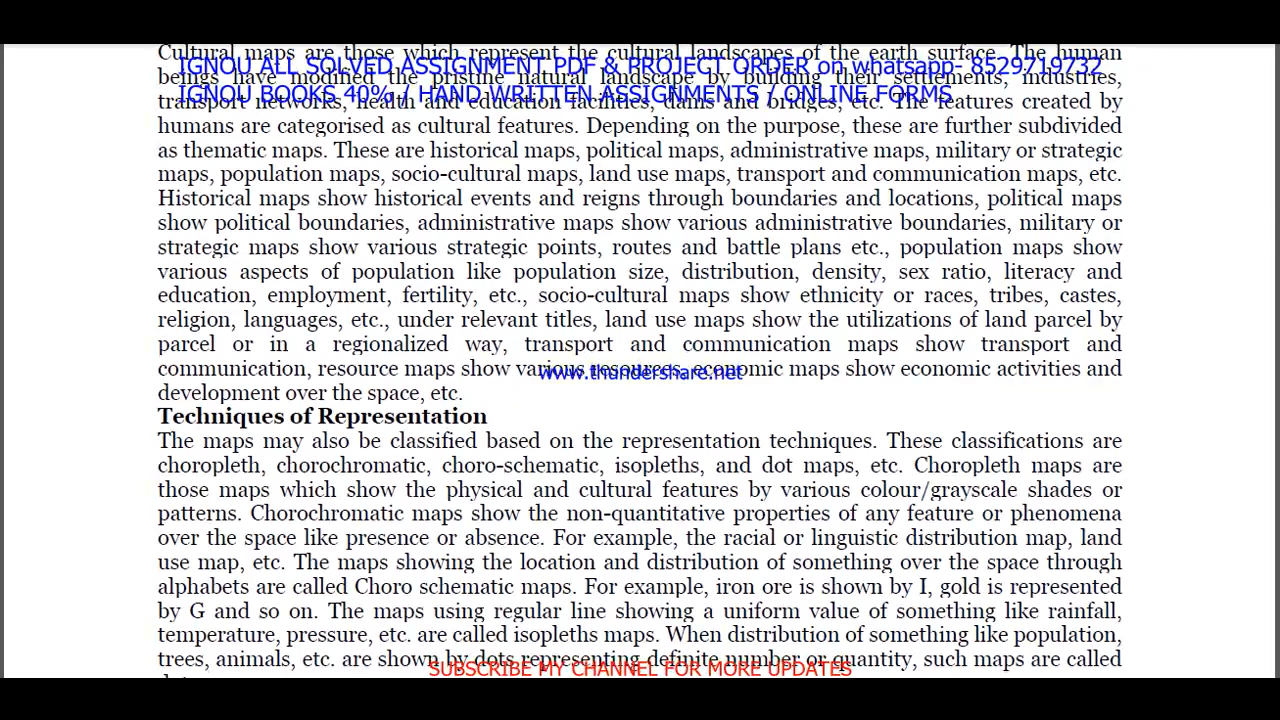 Cultural maps are those which represent the cultural landscapes of the earth surface. The human
IGNOU ALL SOLVED ASSIGNMENT PDF & PROJECT ORDER on whatsapp- 8529719732
beings have modified the pristine natural landscape by building their settlements, industries,
IGNOU BOOKS 40% / HAND WRITTEN ASSIGNMENTS / ONLINE FORMS
transport networks, health and education facilities, dams and bridges, etc. The features created by
humans are categorised as cultural features. Depending on the purpose, these are further subdivided
as thematic maps. These are historical maps, political maps, administrative maps, military or strategic
maps, population maps, socio-cultural maps, land use maps, transport and communication maps, etc.
Historical maps show historical events and reigns through boundaries and locations, political maps
show political boundaries, administrative maps show various administrative boundaries, military or
strategic maps show various strategic points, routes and battle plans etc., population maps show
various aspects of population like population size, distribution, density, sex ratio, literacy and
education, employment, fertility, etc., socio-cultural maps show ethnicity or races, tribes, castes,
religion, languages, etc., under relevant titles, land use maps show the utilizations of land parcel by
parcel or in a regionalized way, transport and communication maps show transport and
communication, resource maps show various resources, economic maps show economic activities and
www.thundershare.net
development over the space, etc.
Techniques of Representation
The maps may also be classified based on the representation techniques. These classifications are
choropleth, chorochromatic, choro-schematic, isopleths, and dot maps, etc. Choropleth maps are
those maps which show the physical and cultural features by various colour/grayscale shades or
patterns. Chorochromatic maps show the non-quantitative properties of any feature or phenomena
over the space like presence or absence. For example, the racial or linguistic distribution map, land
use map, etc. The maps showing the location and distribution of something over the space through
alphabets are called Choro schematic maps. For example, iron ore is shown by I, gold is represented
by G and so on. The maps using regular line showing a uniform value of something like rainfall,
temperature, pressure, etc. are called isopleths maps. When distribution of something like population,
trees, animals, etc. are shown by dots representing definite number or quantity, such maps are called
SUBSCRIBE MY CHANNEL FOR MORE UPDATES